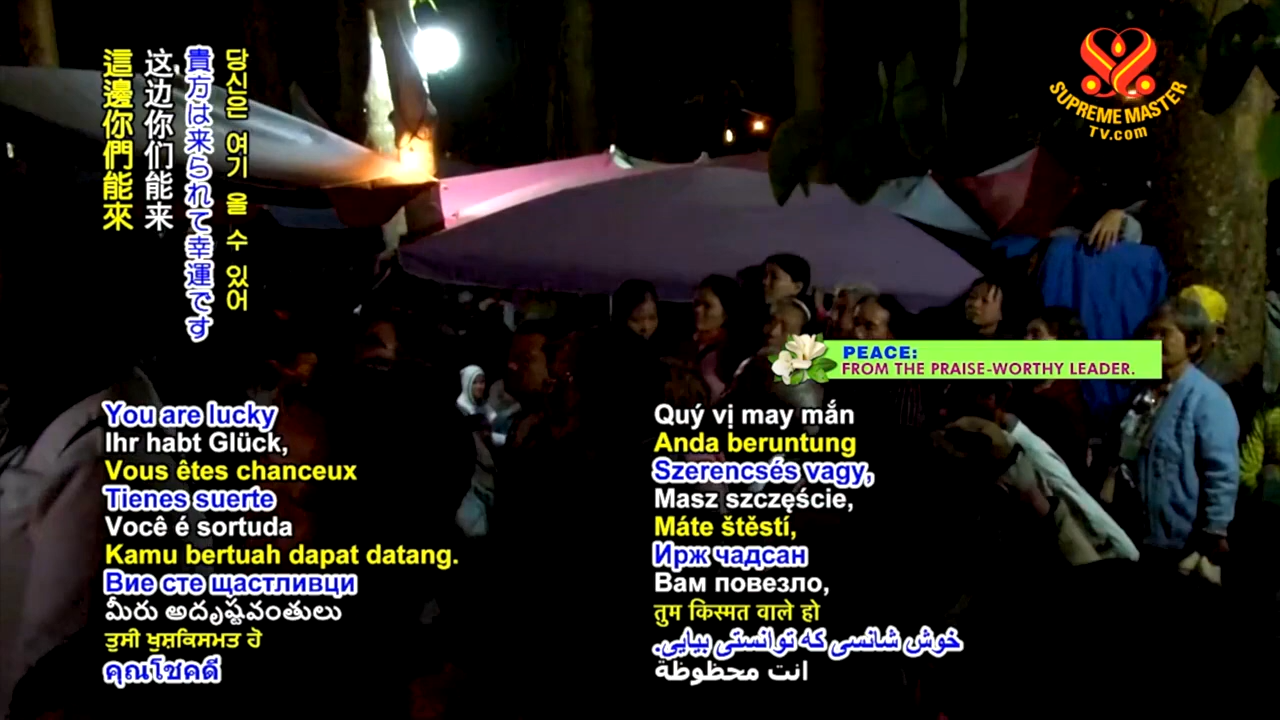 這邊你們能來
这边你们能来
貴方は来られて幸運です
당신은 여기 올 수 있어
SUPREME MASTER
TV.com
PEACE:
FROM THE PRAISE-WORTHY LEADER.
You are lucky
Ihr habt Glück,
Vous êtes chanceux
Tienes suerte
Você é sortuda
Kamu bertuah dapat datang.
Вие сте щастливци
మీరు అదృష్టవంతులు
ਤੁਸੀ ਖੁਸ਼ਕਿਸਮਤ ਹੋ
คุณโชคดี
Quý vị may mắn
Anda beruntung
Szerencsés vagy,
Masz szczęście,
Máte štěstí,
Ирж чадсан
Вам повезло,
तुम किस्मत वाले हो
خوش شانسی که توانستی بیایی.
انت محظوظة